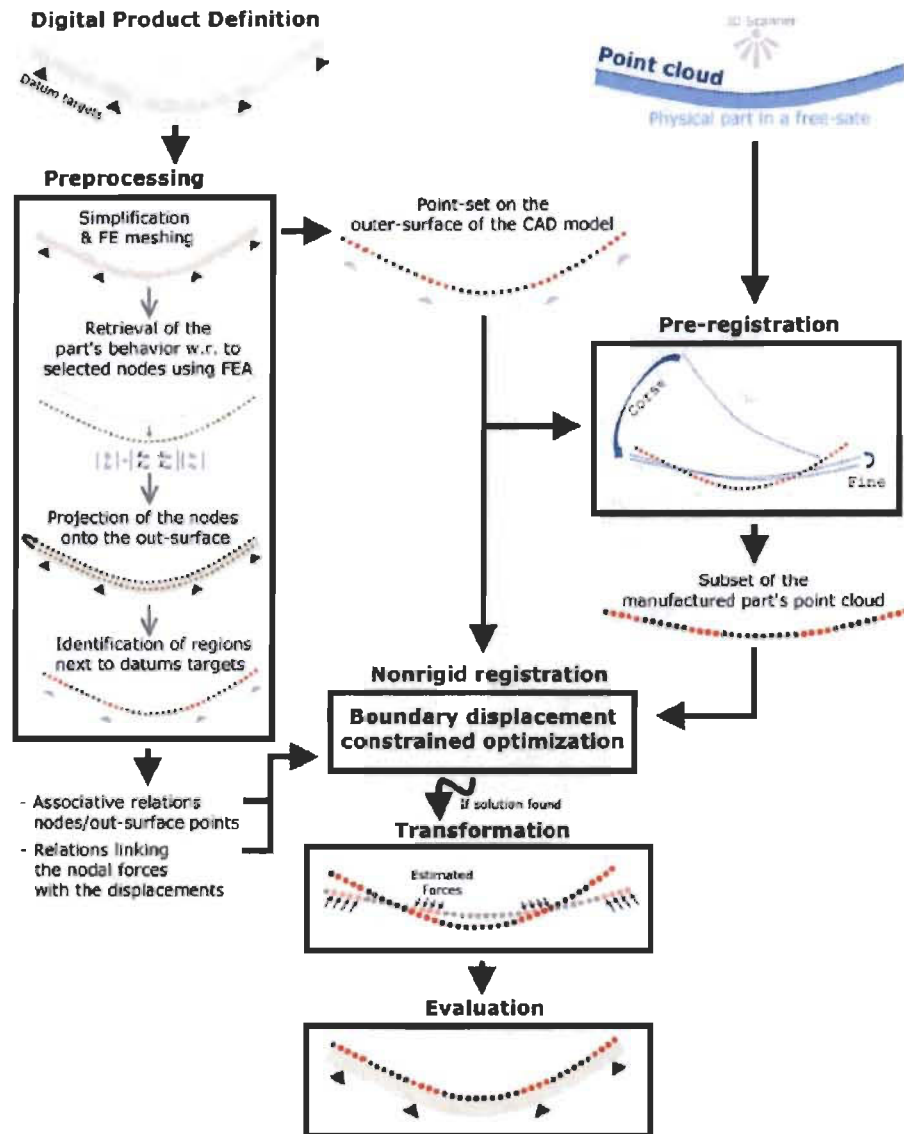 Digital Product Definition
Datum targets
3D Scanner
Point cloud
Physical part in a free-sate
Preprocessing
Simplification
& FE meshing
Retrieval of the
part's behavior w.r. to
selected nodes using FEA
Projection of the nodes
onto the out-surface
Identification of regions
next to datums targets
- Associative relations
nodes/out-surface points
- Relations linking
the nodal forces
with the displacements
Point-set on the
outer-surface of the CAD model
Pre-registration
Corse
Fine
Subset of the
manufactured part's point cloud
Nonrigid registration
Boundary displacement
constrained optimization
If solution found
Transformation
Estimated
Forces
Evaluation